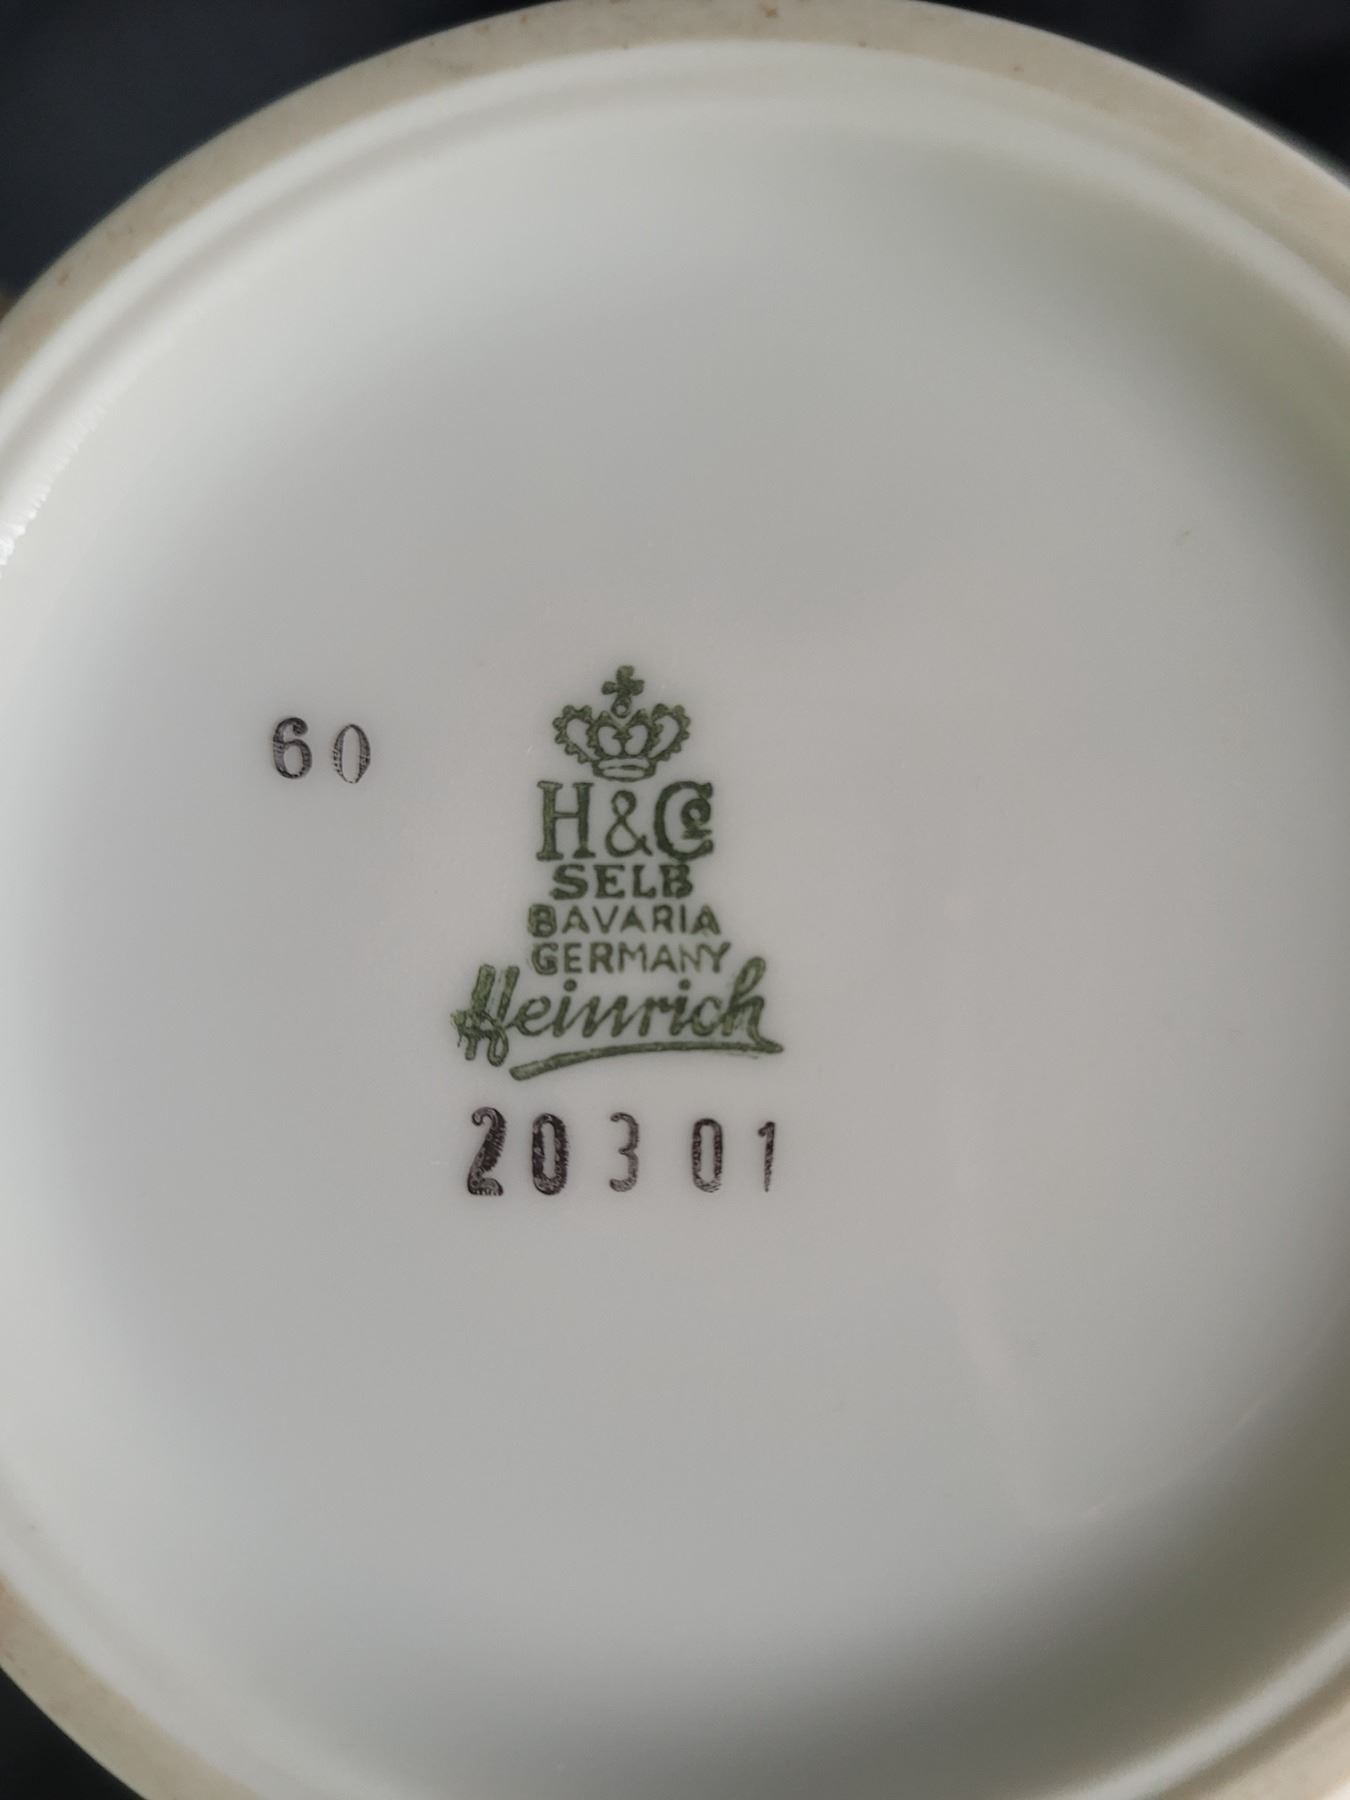 60
H&Co
SELB
BAVARIA
GERMANY
Heinrich
20301